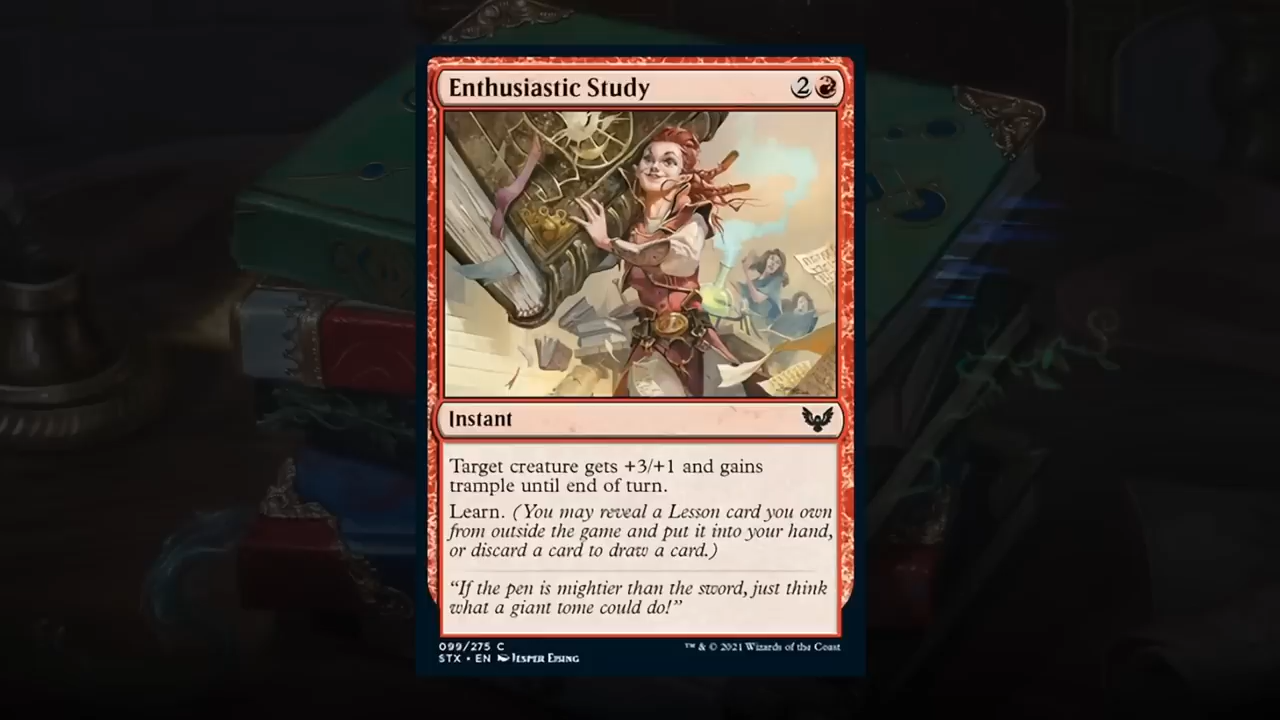 Enthusiastic Study 2
Instant
Target creature gets +3/+1 and gains
trample until end of turn.
Learn. (You may reveal a Lesson card you own
from outside the game and put it into your hand,
or discard a card to draw a card.)
“If the pen is mightier than the sword, just think
what a giant tome could do!”
099/275 C
STX • EN Jesper Ejsing
™ & © 2021 Wizards of the Coast